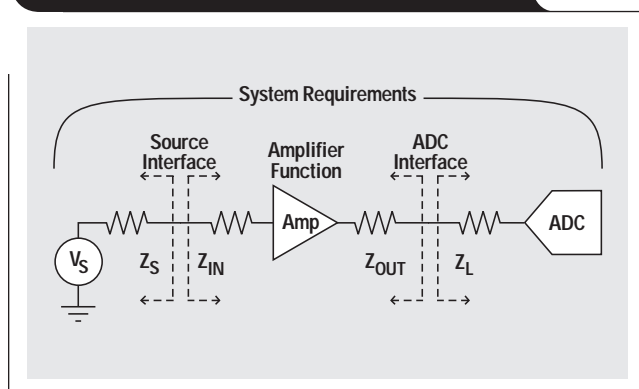 System Requirements
Source
Interface
Amplifier
Function
ADC
Interface
Amp
ADC
VS
ZS
ZIN
ZOUT
ZL